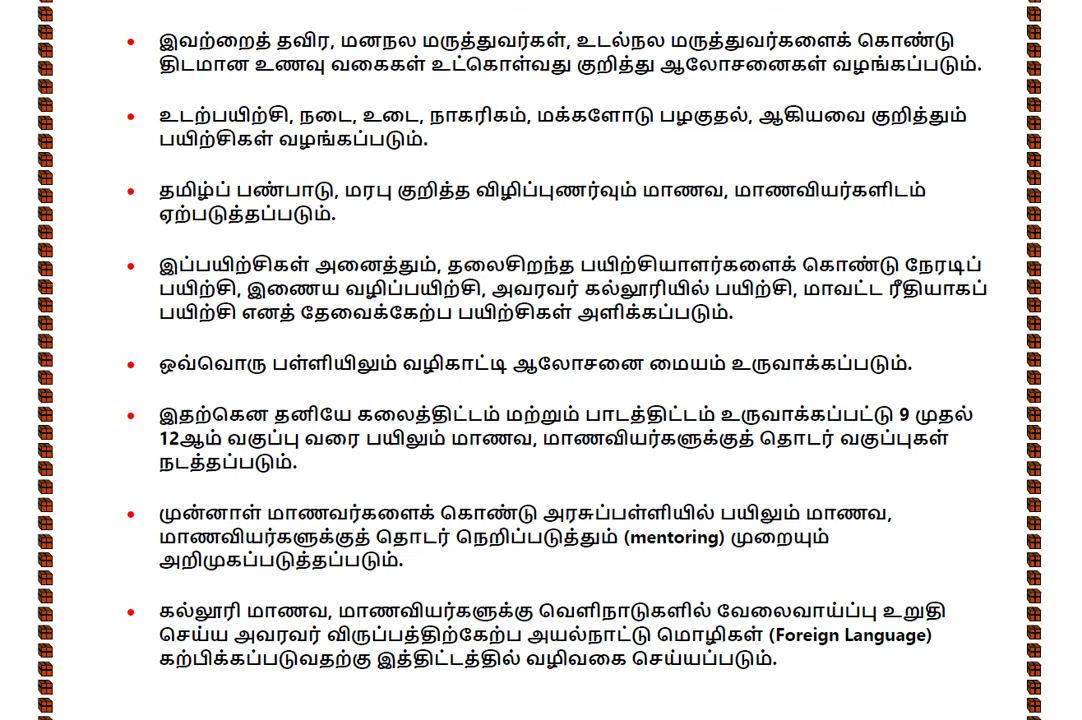 இவற்றைத் தவிர, மனநல மருத்துவர்கள், உடல்நல மருத்துவர்களைக் கொண்டு
திடமான உணவு வகைகள் உட்கொள்வது குறித்து ஆலோசனைகள் வழங்கப்படும்.
உடற்பயிற்சி, நடை, உடை, நாகரிகம், மக்களோடு பழகுதல், ஆகியவை குறித்தும்
பயிற்சிகள் வழங்கப்படும்.
தமிழ்ப் பண்பாடு, மரபு குறித்த விழிப்புணர்வும் மாணவ, மாணவியர்களிடம்
ஏற்படுத்தப்படும்.
இப்பயிற்சிகள் அனைத்தும், தலைசிறந்த பயிற்சியாளர்களைக் கொண்டு நேரடிப்
பயிற்சி, இணைய வழிப்பயிற்சி, அவரவர் கல்லூரியில் பயிற்சி, மாவட்ட ரீதியாகப்
பயிற்சி எனத் தேவைக்கேற்ப பயிற்சிகள் அளிக்கப்படும்.
ஒவ்வொரு பள்ளியிலும் வழிகாட்டி ஆலோசனை மையம் உருவாக்கப்படும்.
இதற்கென தனியே கலைத்திட்டம் மற்றும் பாடத்திட்டம் உருவாக்கப்பட்டு 9 முதல்
12ஆம் வகுப்பு வரை பயிலும் மாணவ, மாணவியர்களுக்குத் தொடர் வகுப்புகள்
நடத்தப்படும்.
முன்னாள் மாணவர்களைக் கொண்டு அரசுப்பள்ளியில் பயிலும் மாணவ,
மாணவியர்களுக்குத் தொடர் நெறிப்படுத்தும் (mentoring) முறையும்
அறிமுகப்படுத்தப்படும்.
கல்லூரி மாணவ, மாணவியர்களுக்கு வெளிநாடுகளில் வேலைவாய்ப்பு உறுதி
செய்ய அவரவர் விருப்பத்திற்கேற்ப அயல்நாட்டு மொழிகள் (Foreign Language)
கற்பிக்கப்படுவதற்கு இத்திட்டத்தில் வழிவகை செய்யப்படும்.